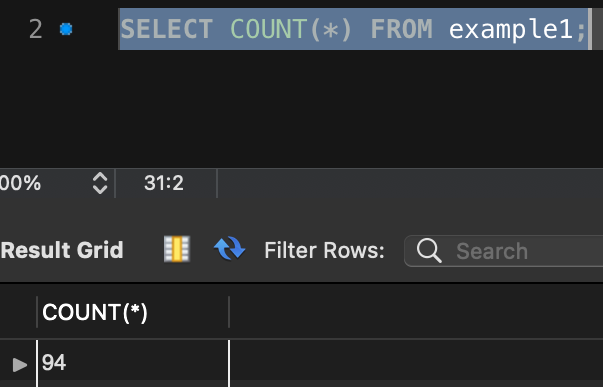 2 SELECT COUNT(*) FROM example1;
00% 31:2
Result Grid Filter Rows: Search
COUNT(*)
94